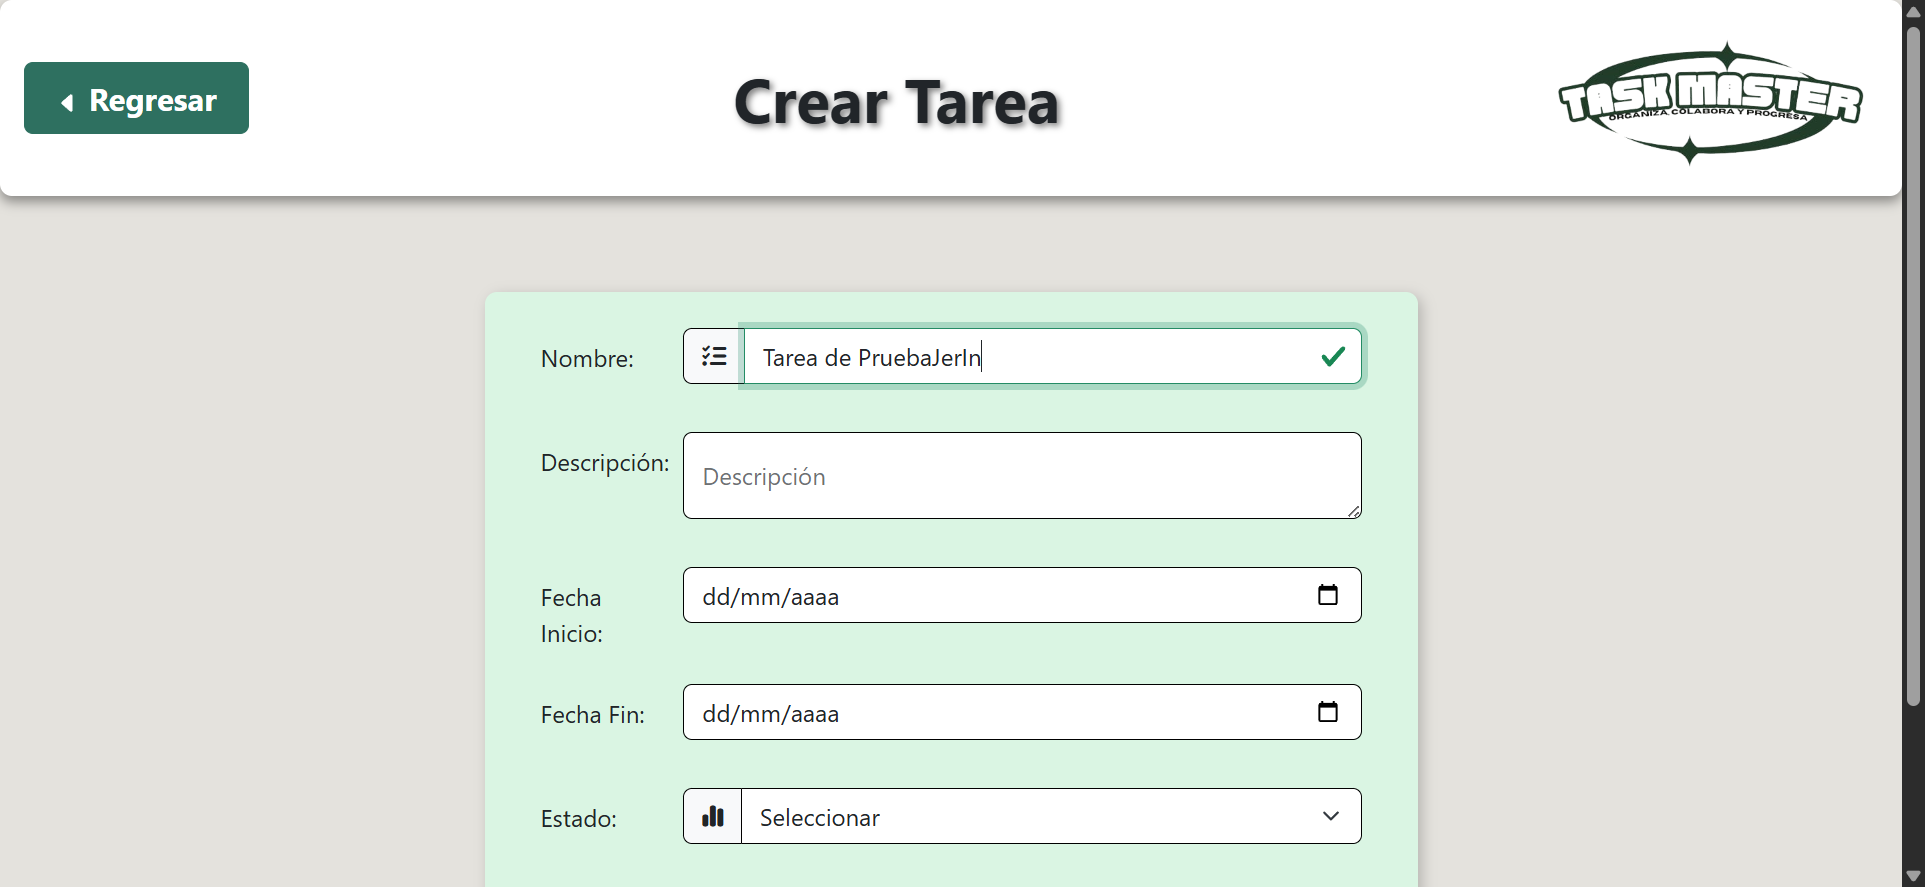 Regresar
Crear Tarea
TASK MASTER
ORGANIZA, COLABORA Y PROGRESA
Nombre:
Tarea de PruebaJerIn
Descripción:
Descripción
Fecha
Inicio:
dd/mm/aaaa
Fecha Fin:
dd/mm/aaaa
Estado:
Seleccionar